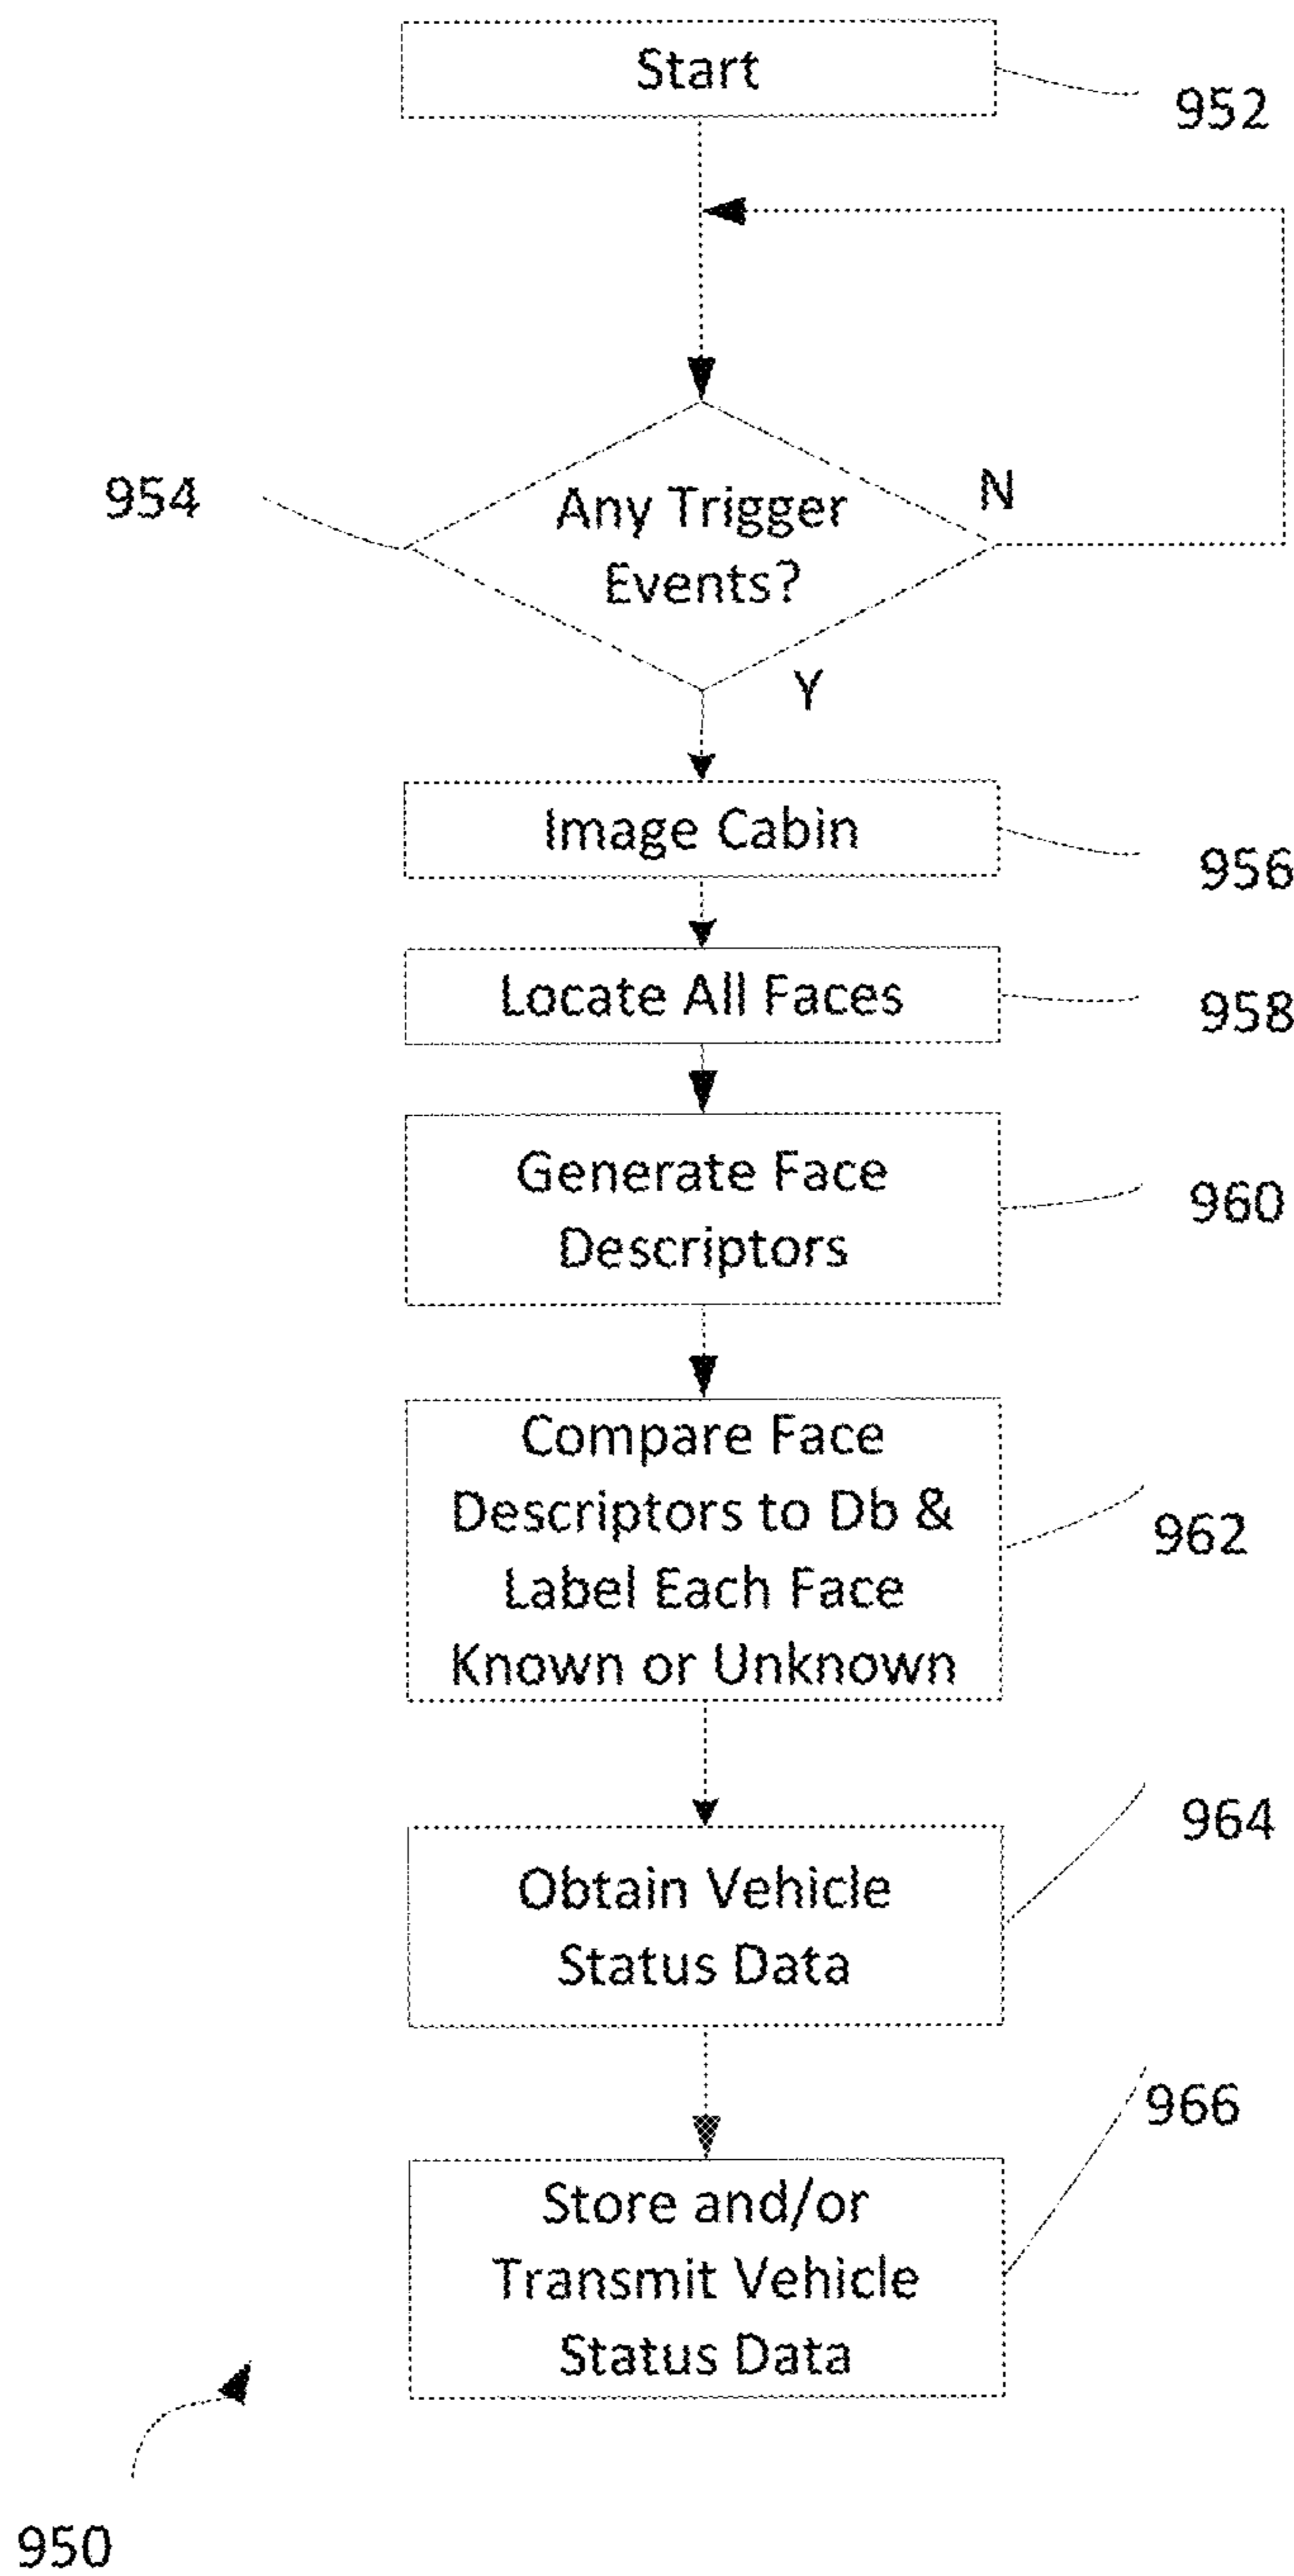 Start
952
954
Any Trigger
Events?
N
Y
Image Cabin
956
Locate All Faces
958
Generate Face
Descriptors
960
Compare Face
Descriptors to Db &
Label Each Face
Known or Unknown
962
Obtain Vehicle
Status Data
964
Store and/or
Transmit Vehicle
Status Data
966
950